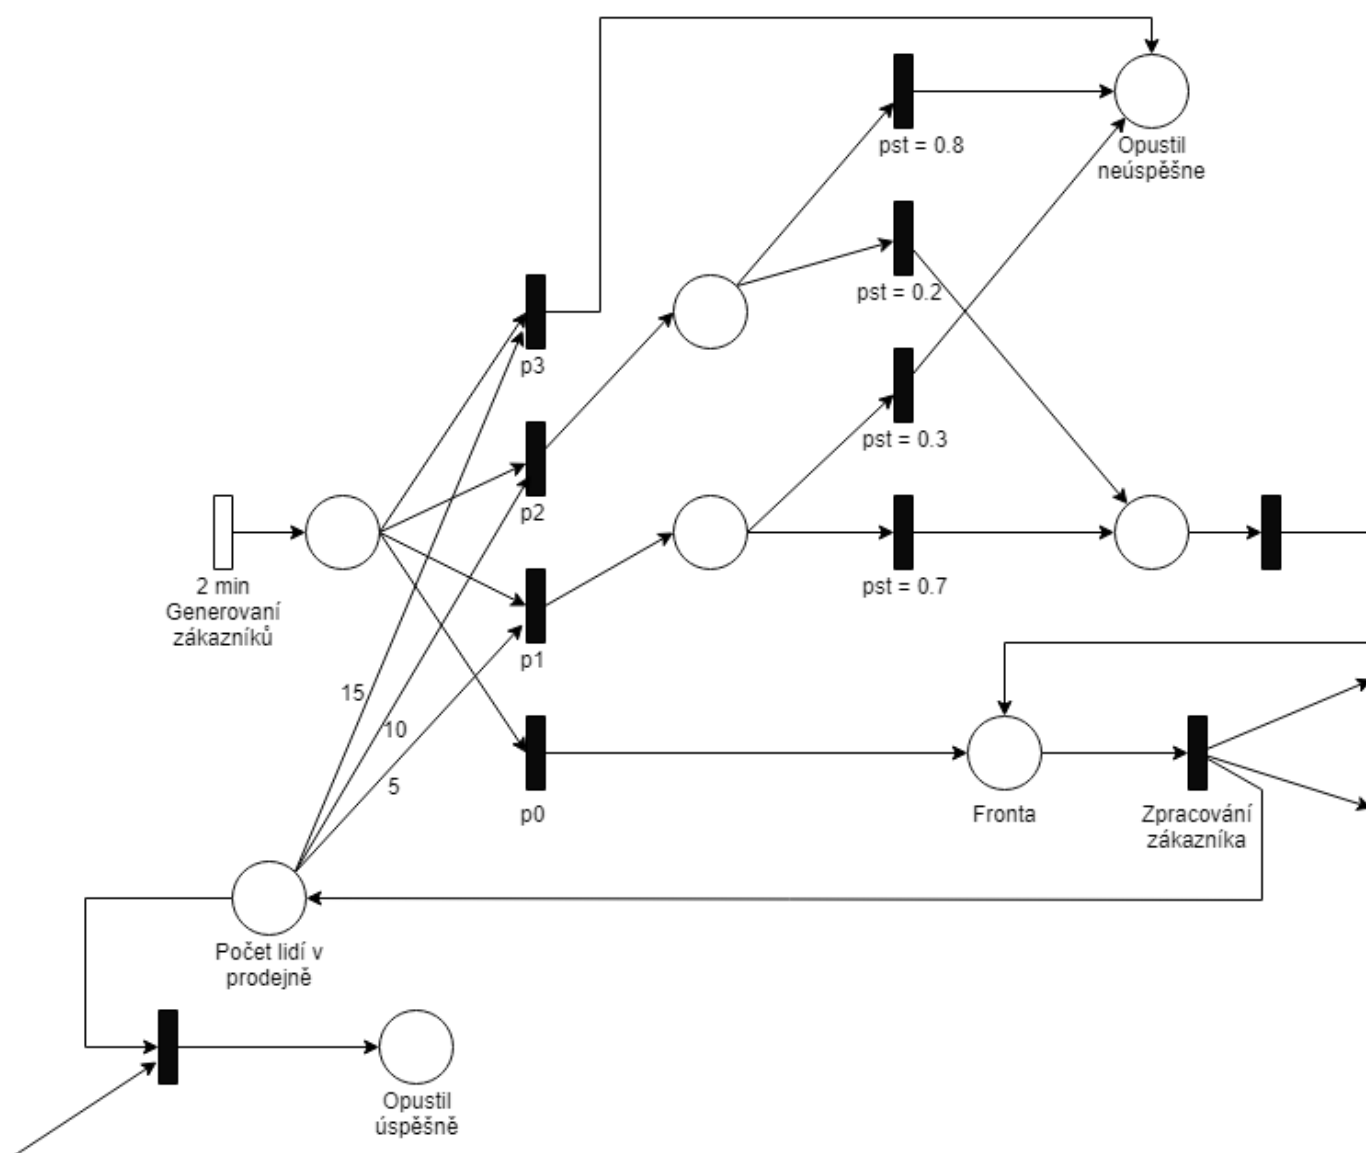 pst = 0.8
Opustil
neúspěšne
pst = 0.2
p3
pst = 0.3
p2
2 min
Generovaní
zákazníků
pst = 0.7
p1
15
10
5
p0
Fronta
Zpracování
zákazníka
Počet lidí v
prodejně
Opustil
úspěšně